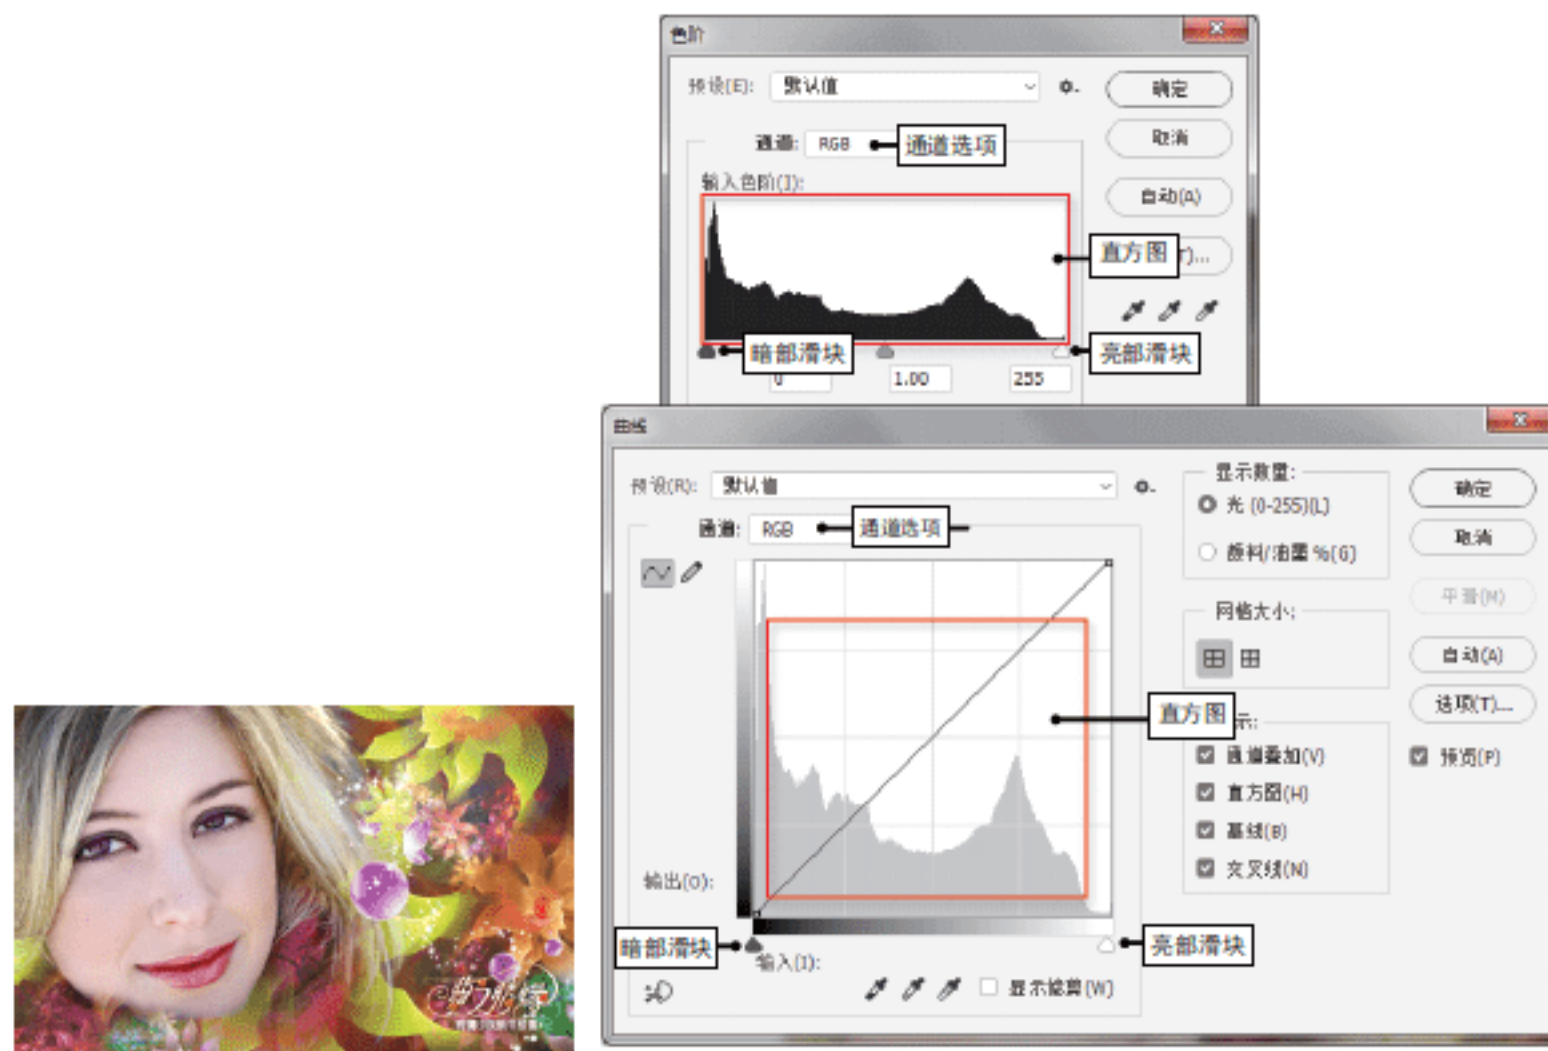 色阶
预设(E): 默认值
确定
取消
通道: RGB
通道选项
输入色阶(I):
自动(A)
直方图
T)...
暗部滑块
亮部滑块
0
1.00
255
曲线
预设(R): 默认值
通道: RGB
通道选项
显示数量:
光 (0-255)(L)
颜料/油墨 %(G)
确定
取消
平滑(M)
网格大小:
自动(A)
选项(T)...
直方图
示:
通道叠加(V)
预览(P)
直方图(H)
基线(B)
交叉线(N)
输出(O):
暗部滑块
亮部滑块
输入(I):
显示修剪(W)